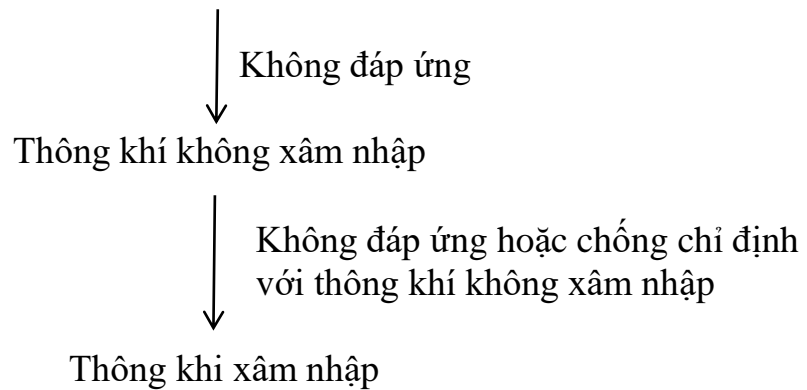 Không đáp ứng
Thông khí không xâm nhập
Không đáp ứng hoặc chống chỉ định
với thông khí không xâm nhập
Thông khi xâm nhập